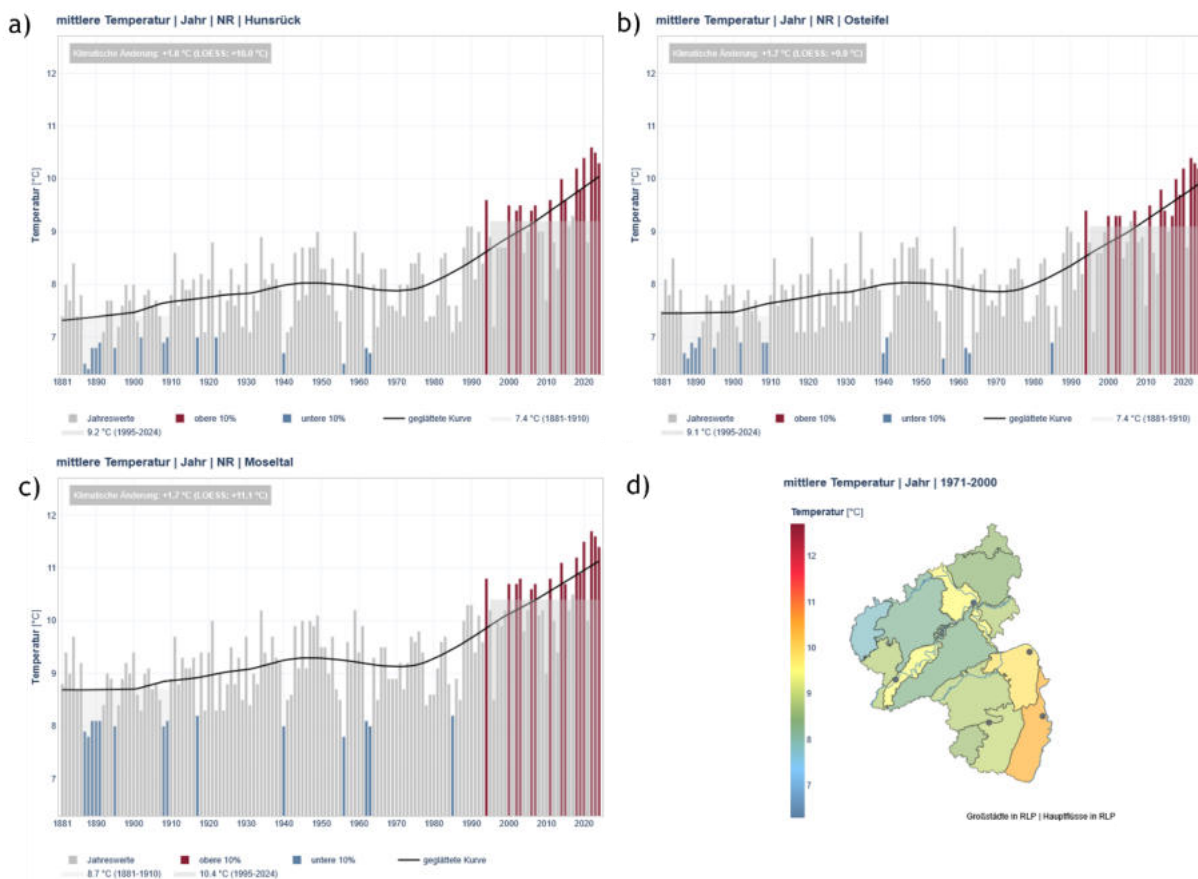 a)
mittlere Temperatur | Jahr | NR | Hunsrück
Klimatische Änderung: +1.8 °C (LOESS: +10.0 °C)
Temperatur [°C]
12
11
10
9
8
7
1881 1890 1900 1910 1920 1930 1940 1950 1960 1970 1980 1990 2000 2010 2020
Jahreswerte obere 10% untere 10% geglättete Kurve 7.4 °C (1881-1910)
9.2 °C (1995-2024)
b)
mittlere Temperatur | Jahr | NR | Osteifel
Klimatische Änderung: +1.7 °C (LOESS: +9.9 °C)
Temperatur [°C]
12
11
10
9
8
7
1881 1890 1900 1910 1920 1930 1940 1950 1960 1970 1980 1990 2000 2010 2020
Jahreswerte obere 10% untere 10% geglättete Kurve 7.4 °C (1881-1910)
9.1 °C (1995-2024)
c)
mittlere Temperatur | Jahr | NR | Moseltal
Klimatische Änderung: +1.7 °C (LOESS: +11.1 °C)
Temperatur [°C]
12
11
10
9
8
7
1881 1890 1900 1910 1920 1930 1940 1950 1960 1970 1980 1990 2000 2010 2020
Jahreswerte obere 10% untere 10% geglättete Kurve
8.7 °C (1881-1910) 10.4 °C (1995-2024)
d)
mittlere Temperatur | Jahr | 1971-2000
Temperatur [°C]
12
11
10
9
8
7
Großstädte in RLP | Hauptflüsse in RLP